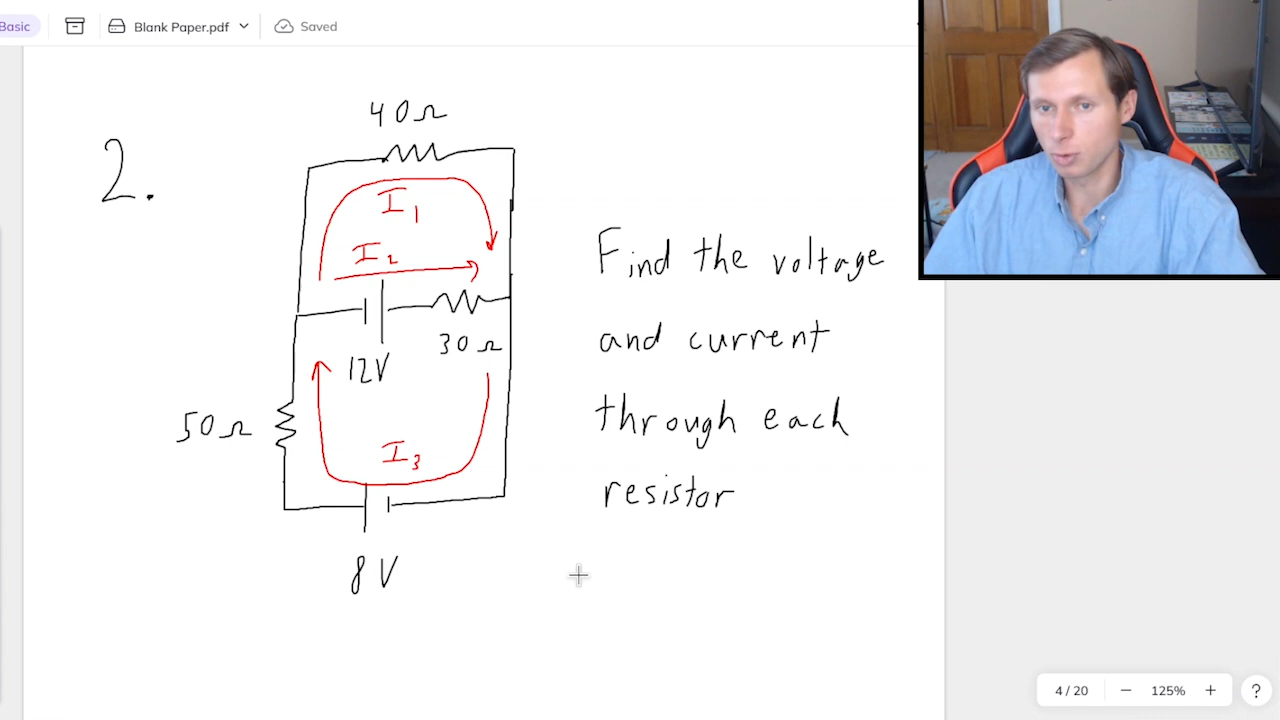 Basic
Blank Paper.pdf
Saved
2.
40Ω
I₁
I₂
12V
30Ω
50Ω
I₃
8V
Find the voltage
and current
through each
resistor
4 / 20
125%
?